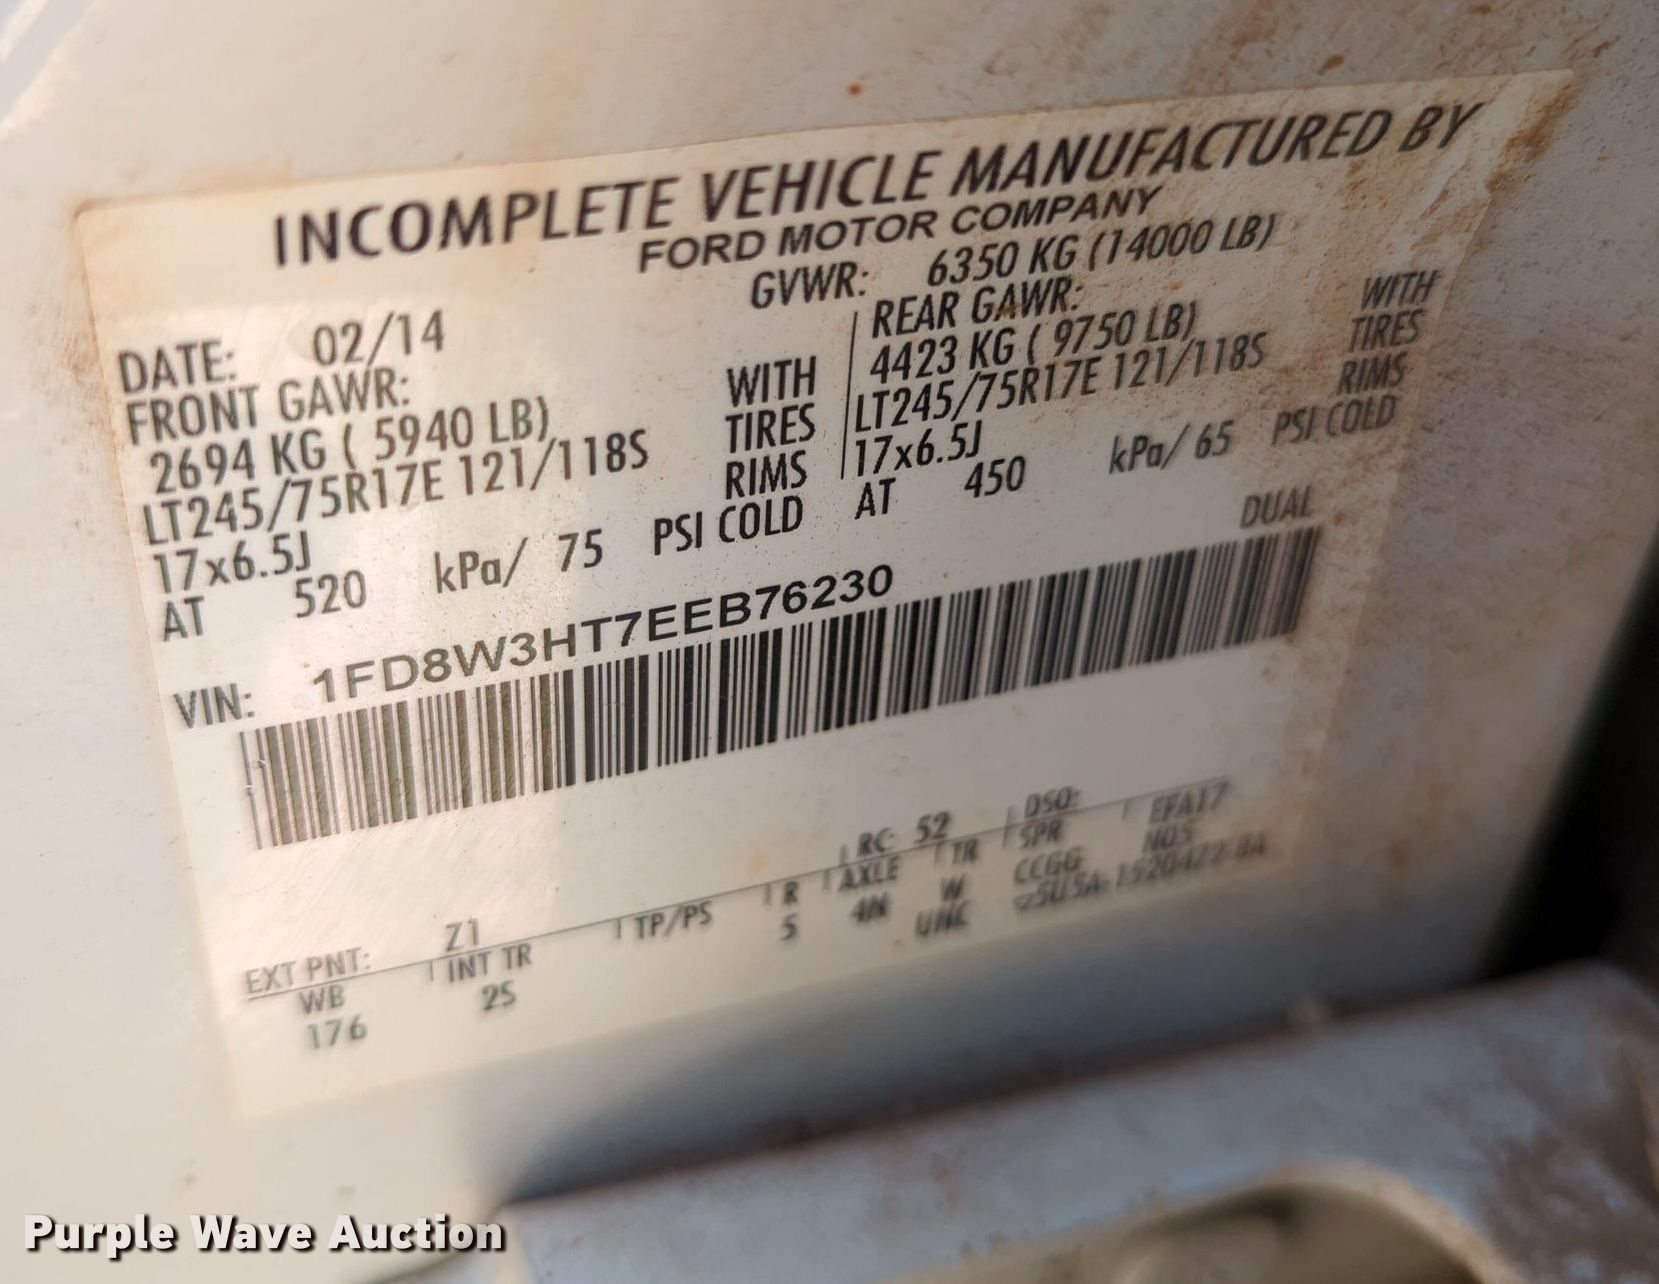 INCOMPLETE VEHICLE MANUFACTURED BY
FORD MOTOR COMPANY
DATE: 02/14
GVWR: 6350 KG (14000 LB)
FRONT GAWR:
2694 KG ( 5940 LB) WITH
LT245/75R17E 121/118S TIRES
17x6.5J RIMS
AT 520 kPa/ 75 PSI COLD
REAR GAWR:
4423 KG ( 9750 LB) WITH
LT245/75R17E 121/118S TIRES
17x6.5J RIMS
AT 450 kPa/ 65 PSI COLD
DUAL
VIN: 1FD8W3HT7EEB76230
EXT PNT: Z1 RC: 52 DSO:
WB INT TR TP/PS R AXLE TR SPR EFA17
176 25 5 4N W CCGG NOS
UNC
Purple Wave Auction